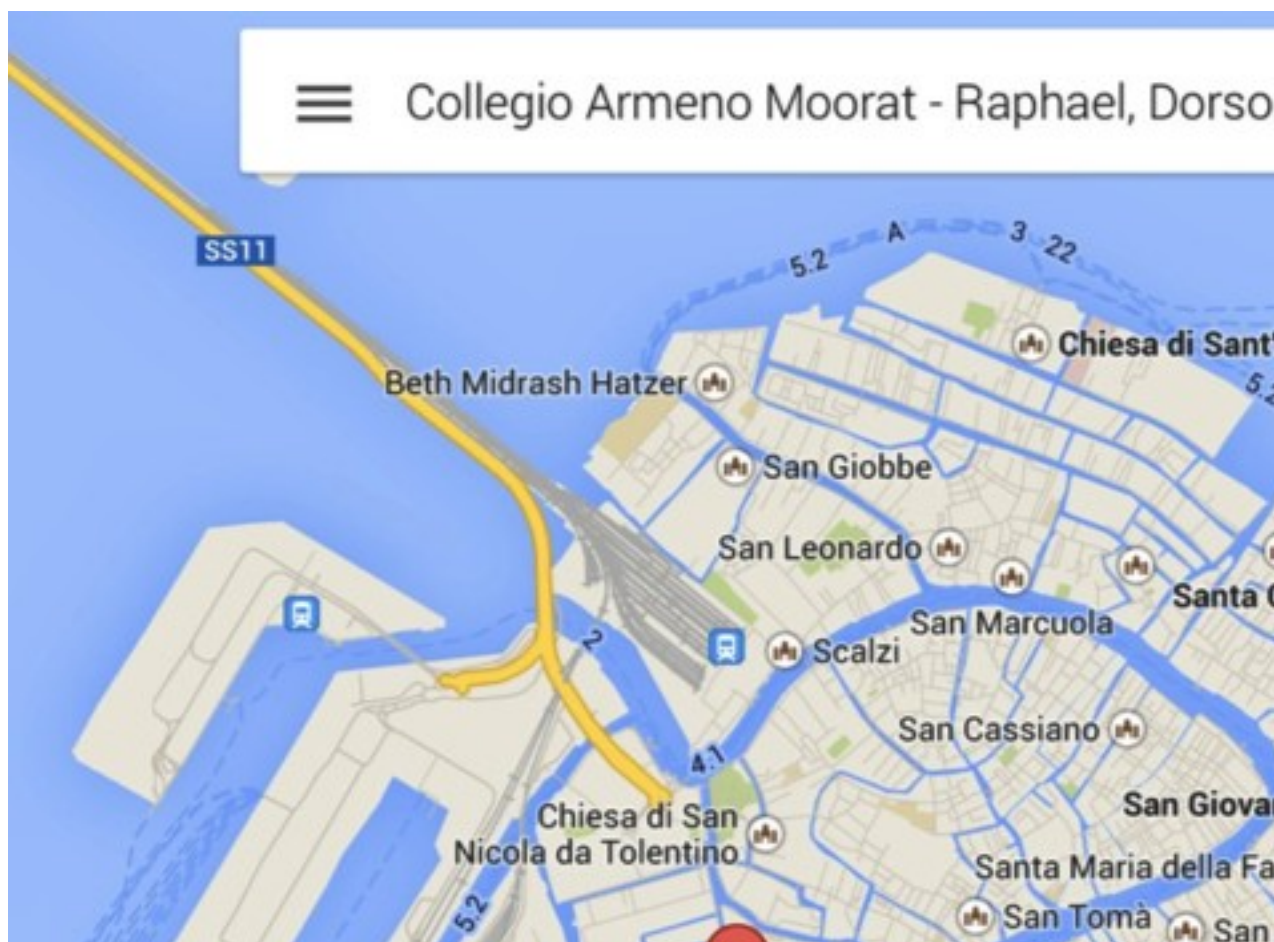 Collegio Armeno Moorat - Raphael, Dorso
SS11
5.2
A
3
22
Chiesa di Sant'
5.2
Beth Midrash Hatzer
San Giobbe
San Leonardo
Santa
San Marcuola
2
Scalzi
San Cassiano
4.1
San Giova
Chiesa di San
Nicola da Tolentino
Santa Maria della Fa
5.2
San Tomà
San